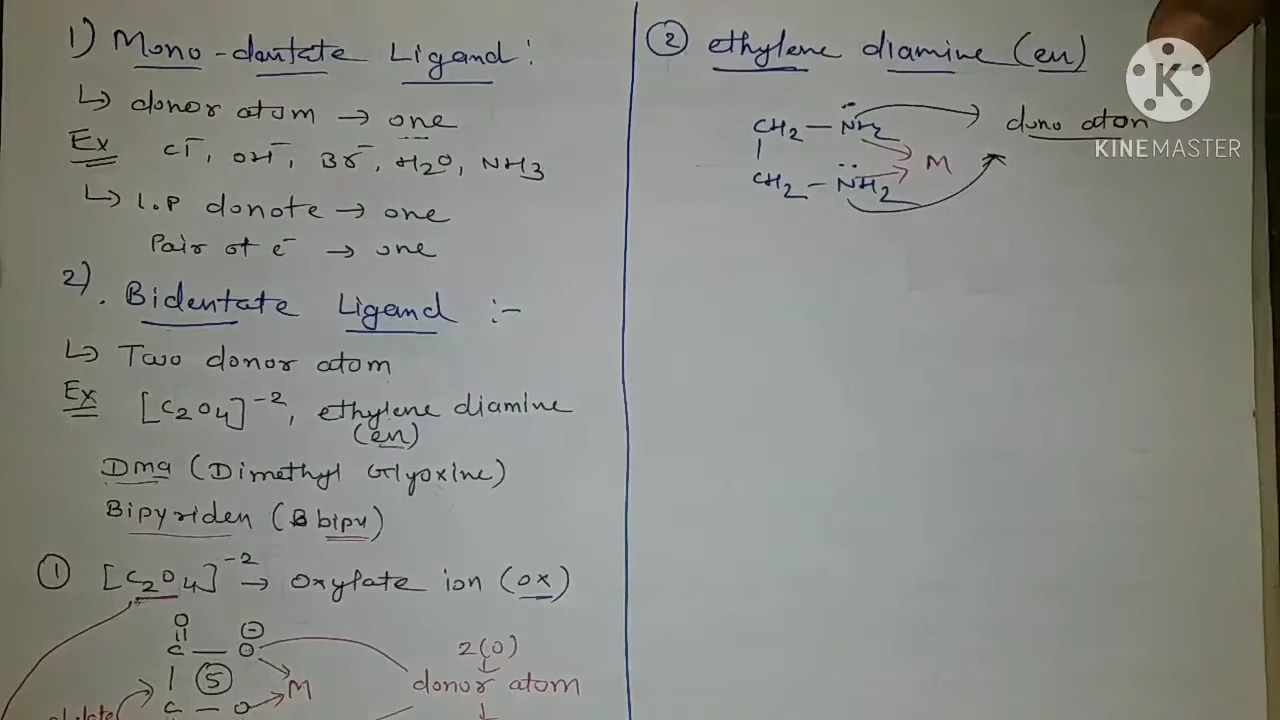 1) Mono-dentate Ligand:
↳ donor atom → one
Ex Cl⁻, OH⁻, Br⁻, H₂O, NH₃
↳ l.p donote → one
Pair of e⁻ → one
2). Bidentate Ligand :-
↳ Two donor atom
Ex [C₂O₄]⁻², ethylene diamine
(en)
Dmg (Dimethyl Glyoxine)
Bipyriden (B bipy)
① [C₂O₄]⁻² → Oxylate ion (ox)
O ⊖
C — O 2(O)
⑤ M donor atom
C — O
② ethylene diamine (en)
CH₂ — NH₂ → dono atom
M
CH₂ — NH₂
K
KINEMASTER